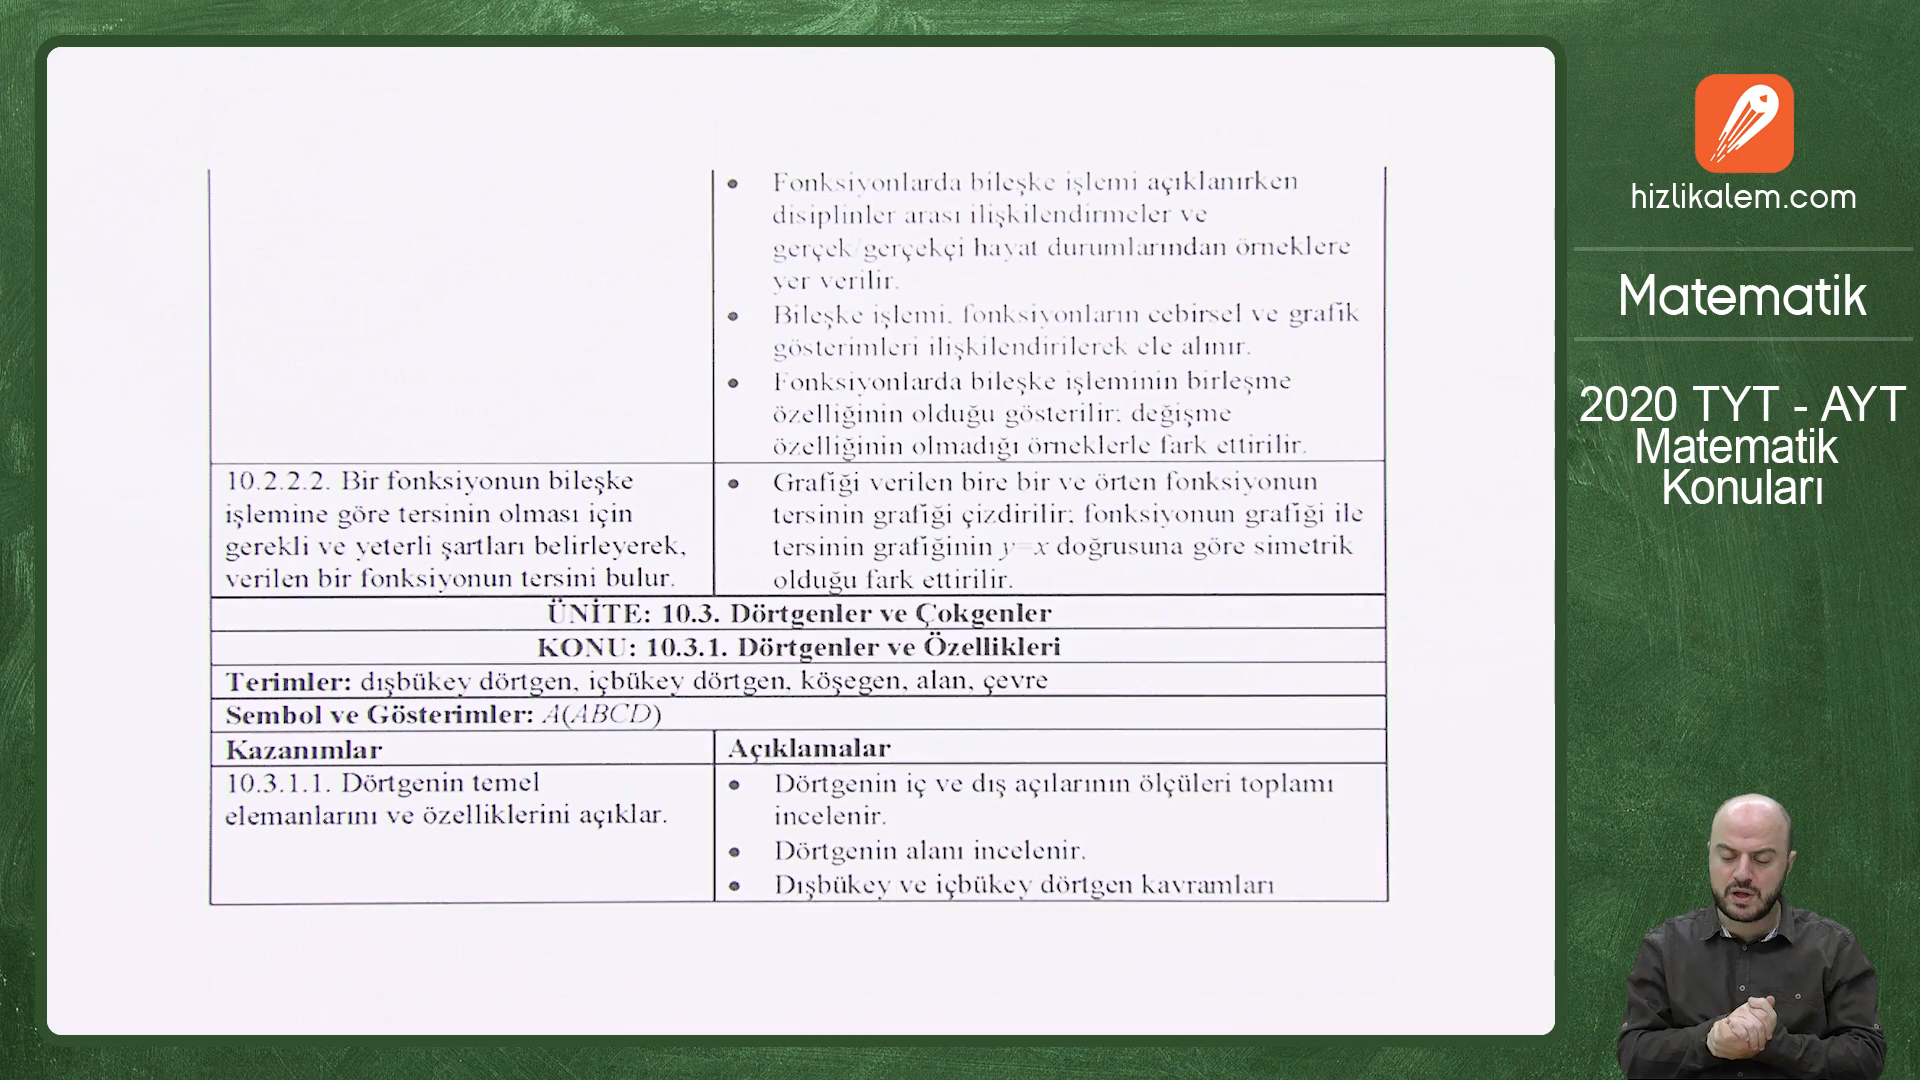 Fonksiyonlarda bileşke işlemi açıklanırken
disiplinler arası ilişkilendirmeler ve
gerçek/gerçekçi hayat durumlarından örneklere
yer verilir.
Bileşke işlemi, fonksiyonların cebirsel ve grafik
gösterimleri ilişkilendirilerek ele alınır.
Fonksiyonlarda bileşke işleminin birleşme
özelliğinin olduğu gösterilir; değişme
özelliğinin olmadığı örneklerle fark ettirilir.
10.2.2.2. Bir fonksiyonun bileşke
işlemine göre tersinin olması için
gerekli ve yeterli şartları belirleyerek,
verilen bir fonksiyonun tersini bulur.
Grafiği verilen bire bir ve örten fonksiyonun
tersinin grafiği çizdirilir; fonksiyonun grafiği ile
tersinin grafiğinin y=x doğrusuna göre simetrik
olduğu fark ettirilir.
ÜNİTE: 10.3. Dörtgenler ve Çokgenler
KONU: 10.3.1. Dörtgenler ve Özellikleri
Terimler: dışbükey dörtgen, içbükey dörtgen, köşegen, alan, çevre
Sembol ve Gösterimler: A(ABCD)
Kazanımlar
Açıklamalar
10.3.1.1. Dörtgenin temel
elemanlarını ve özelliklerini açıklar.
Dörtgenin iç ve dış açılarının ölçüleri toplamı
incelenir.
Dörtgenin alanı incelenir.
Dışbükey ve içbükey dörtgen kavramları
hizlikalem.com
Matematik
2020 TYT - AYT
Matematik
Konuları